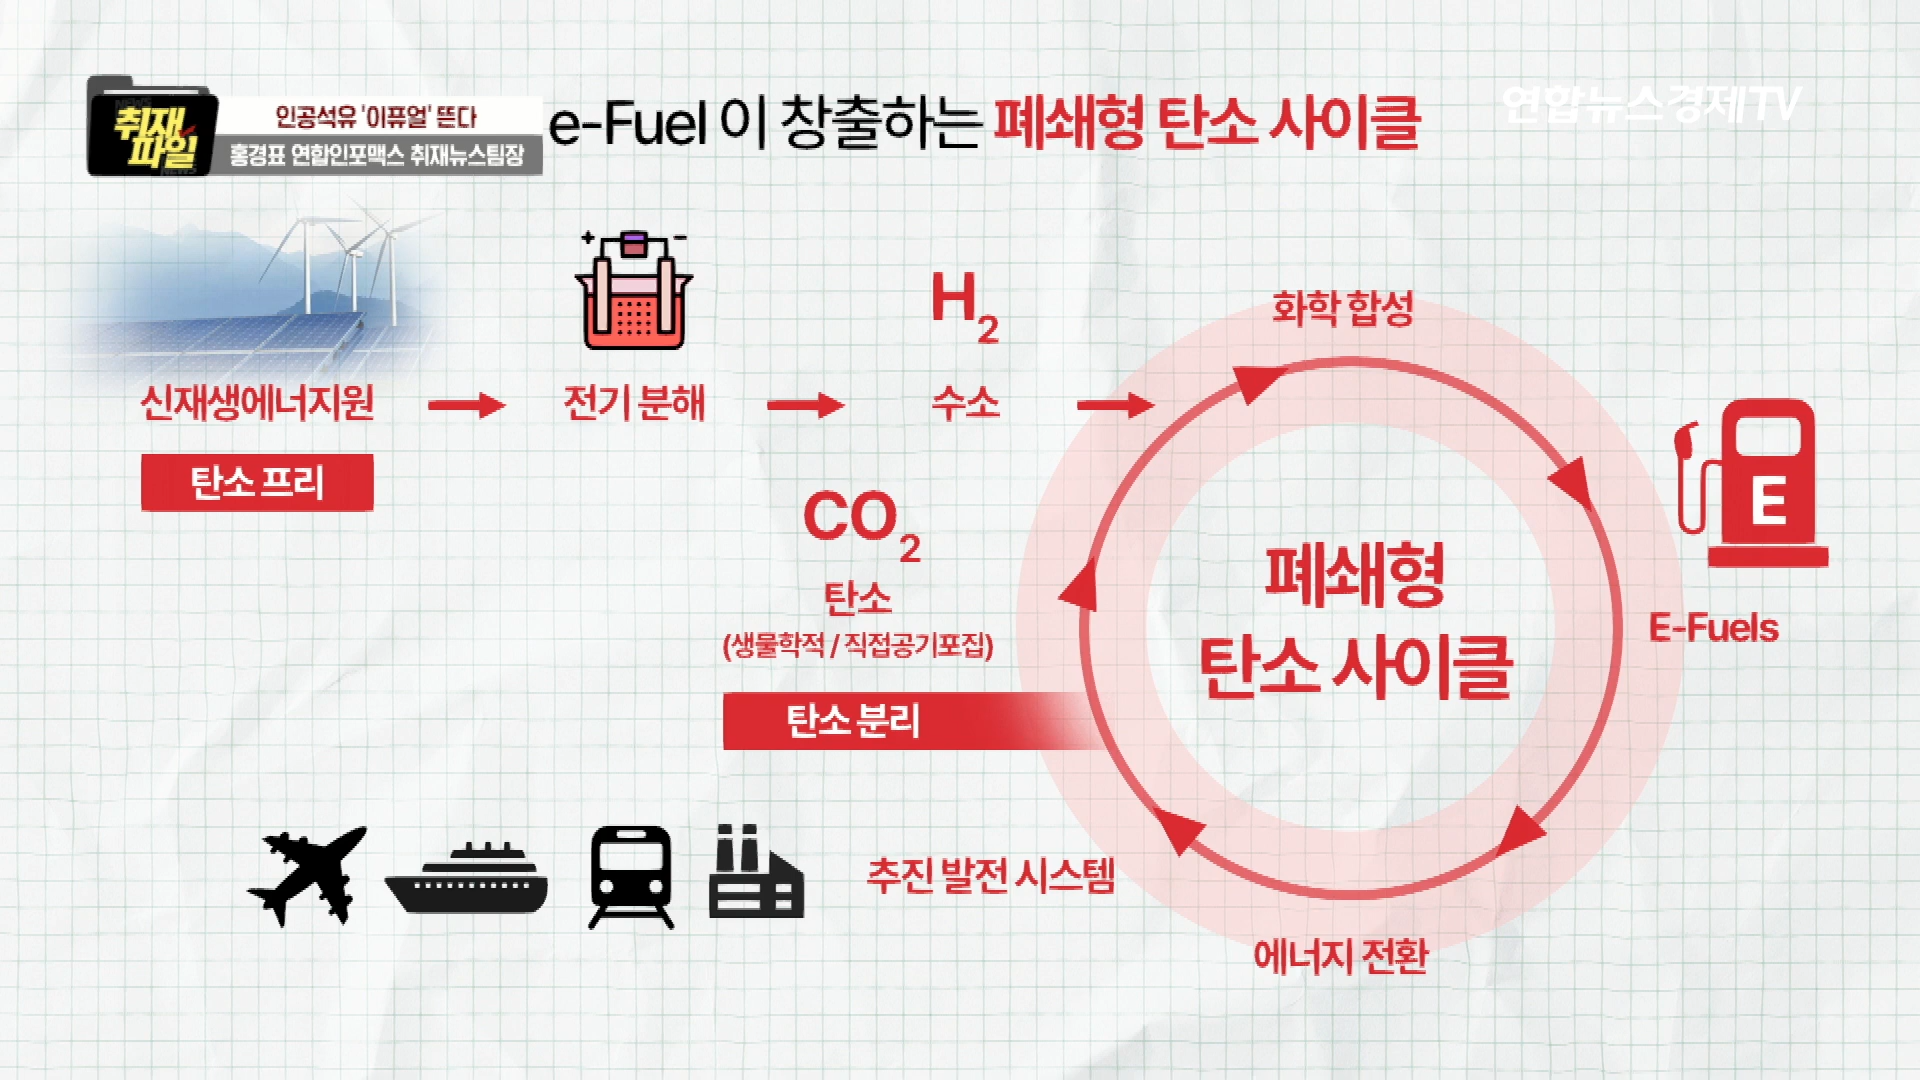 취재파일
인공석유 '이퓨얼' 뜬다
홍경표 연합인포맥스 취재뉴스팀장
e-Fuel 이 창출하는 폐쇄형 탄소 사이클
연합뉴스경제TV
+ −
H2
화학 합성
신재생에너지원
전기 분해
수소
탄소 프리
E
CO2
탄소
(생물학적 / 직접공기포집)
폐쇄형
탄소 사이클
E-Fuels
탄소 분리
추진 발전 시스템
에너지 전환